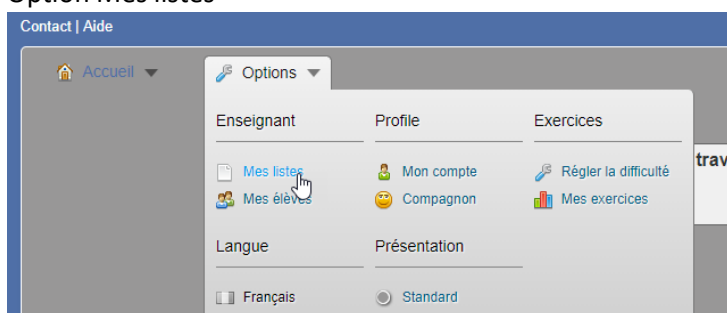 Option Mes listes
Contact | Aide
Accueil
Options
Enseignant
Profile
Exercices
Mes listes
Mon compte
Régler la difficulté
Mes élèves
Compagnon
Mes exercices
trav
Langue
Présentation
Français
Standard